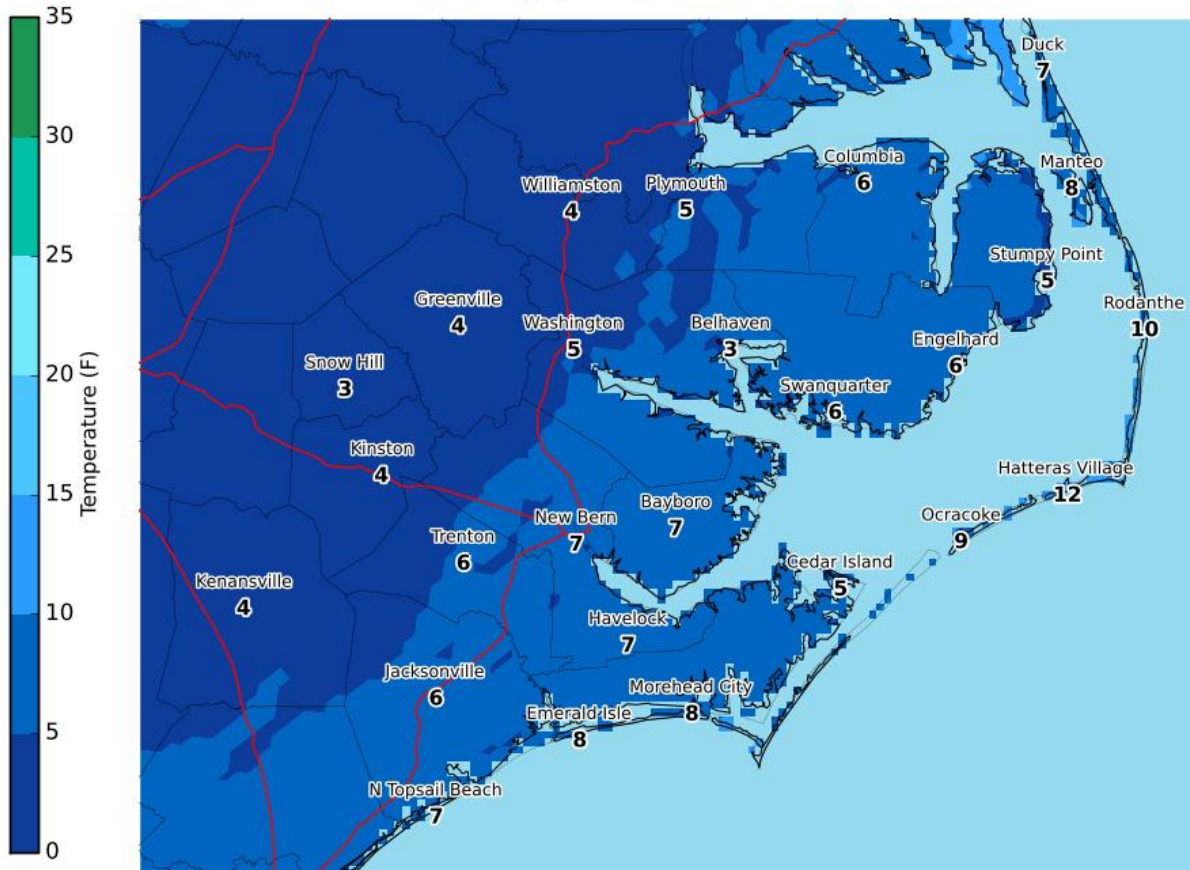 35
30
25
20
15
10
5
0
Temperature (F)
Duck
7
Columbia
6
Manteo
8
Williamston
4
Plymouth
5
Stumpy Point
5
Rodanthe
10
Greenville
4
Washington
5
Belhaven
3
Engelhard
6
Snow Hill
3
Swanquarter
6
Kinston
4
Hatteras Village
12
Bayboro
7
New Bern
7
Ocracoke
9
Trenton
6
Cedar Island
5
Kenansville
4
Havelock
7
Jacksonville
6
Morehead City
8
Emerald Isle
8
N Topsail Beach
7